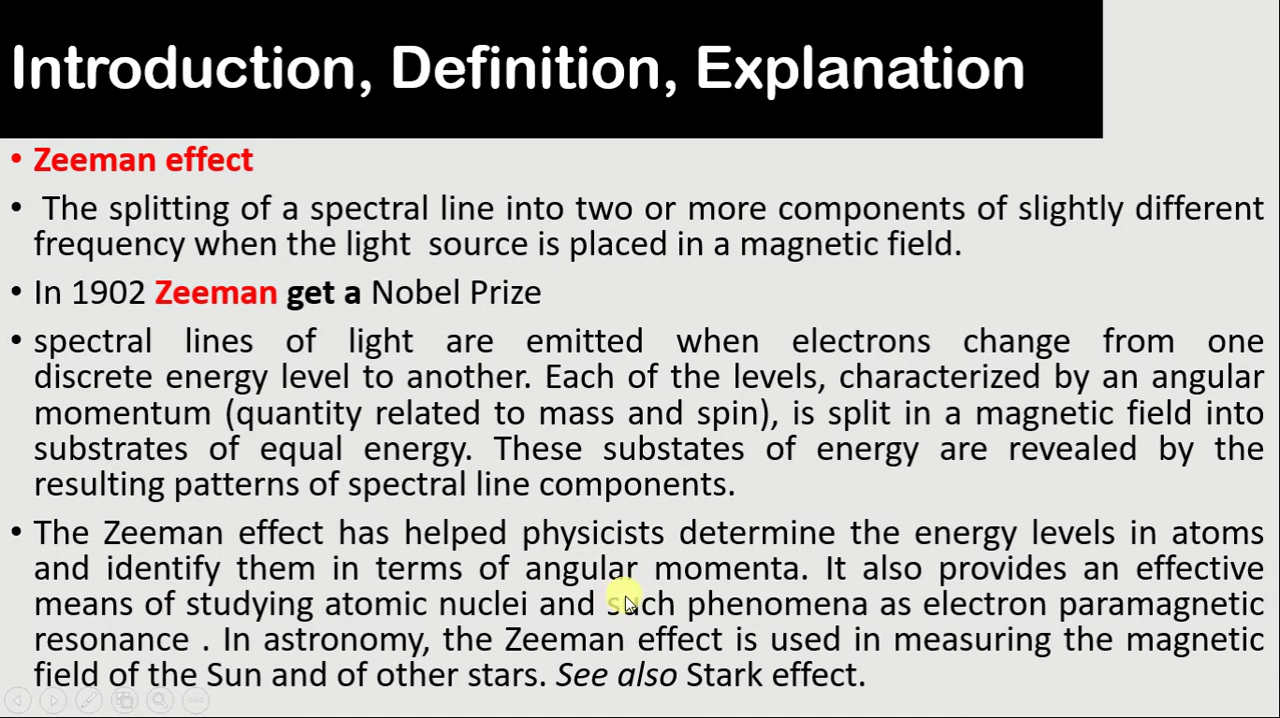 Introduction, Definition, Explanation
• Zeeman effect
• The splitting of a spectral line into two or more components of slightly different
frequency when the light source is placed in a magnetic field.
• In 1902 Zeeman get a Nobel Prize
• spectral lines of light are emitted when electrons change from one
discrete energy level to another. Each of the levels, characterized by an angular
momentum (quantity related to mass and spin), is split in a magnetic field into
substrates of equal energy. These substates of energy are revealed by the
resulting patterns of spectral line components.
• The Zeeman effect has helped physicists determine the energy levels in atoms
and identify them in terms of angular momenta. It also provides an effective
means of studying atomic nuclei and such phenomena as electron paramagnetic
resonance . In astronomy, the Zeeman effect is used in measuring the magnetic
field of the Sun and of other stars. See also Stark effect.